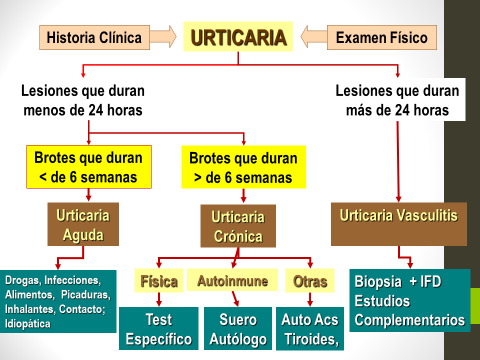 Historia Clínica
URTICARIA
Examen Físico
Lesiones que duran
menos de 24 horas
Lesiones que duran
más de 24 horas
Brotes que duran
< de 6 semanas
Brotes que duran
> de 6 semanas
Urticaria
Aguda
Urticaria
Crónica
Urticaria Vasculitis
Drogas, Infecciones,
Alimentos, Picaduras,
Inhalantes, Contacto;
Idiopática
Física
Autoinmune
Otras
Test
Específico
Suero
Autólogo
Auto Acs
Tiroides,
Biopsia + IFD
Estudios
Complementarios